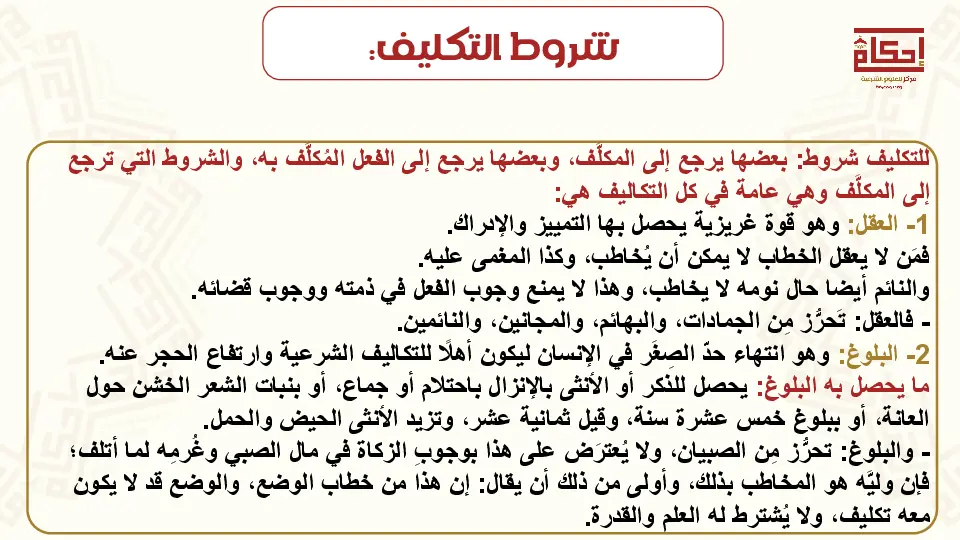 شروط التكليف:
إحكام
مركز للعلوم الشرعية
للتكليف شروط: بعضها يرجع إلى المكلَّف، وبعضها يرجع إلى الفعل المُكلَّف به، والشروط التي ترجع
إلى المكلَّف وهي عامة في كل التكاليف هي:
1- العقل: وهو قوة غريزية يحصل بها التمييز والإدراك.
فمَن لا يعقل الخطاب لا يمكن أن يُخاطب، وكذا المغمى عليه.
والنائم أيضا حال نومه لا يخاطب، وهذا لا يمنع وجوب الفعل في ذمته ووجوب قضائه.
- فالعقل: تَحرُّز مِن الجمادات، والبهائم، والمجانين، والنائمين.
2- البلوغ: وهو انتهاء حدّ الصِغَر في الإنسان ليكون أهلًا للتكاليف الشرعية وارتفاع الحجر عنه.
ما يحصل به البلوغ: يحصل للذكر أو الأنثى بالإنزال باحتلام أو جماع، أو بنبات الشعر الخشن حول
العانة، أو ببلوغ خمس عشرة سنة، وقيل ثمانية عشر، وتزيد الأنثى الحيض والحمل.
- والبلوغ: تحرُّز مِن الصبيان، ولا يُعترَض على هذا بوجوبِ الزكاة في مال الصبي وغُرمِه لما أتلف؛
فإن وليَّه هو المخاطب بذلك، وأولى من ذلك أن يقال: إن هذا من خطاب الوضع، والوضع قد لا يكون
معه تكليف، ولا يُشترط له العلم والقدرة.